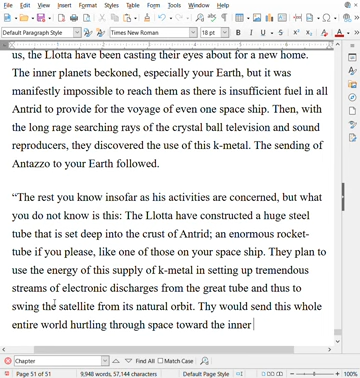 File Edit View Insert Format Styles Table Form Tools Window Help
Default Paragraph Style Times New Roman 18 pt
us, the Llotta have been casting their eyes about for a new home.
The inner planets beckoned, especially your Earth, but it was
manifestly impossible to reach them as there is insufficient fuel in all
Antrid to provide for the voyage of even one space ship. Then, with
the long rage searching rays of the crystal ball television and sound
reproducers, they discovered the use of this k-metal. The sending of
Antazzo to your Earth followed.
“The rest you know insofar as his activities are concerned, but what
you do not know is this: The Llotta have constructed a huge steel
tube that is set deep into the crust of Antrid; an enormous rocket-
tube if you please, like one of those on your space ship. They plan to
use the energy of this supply of k-metal in setting up tremendous
streams of electronic discharges from the great tube and thus to
swing the satellite from its natural orbit. Thy would send this whole
entire world hurtling through space toward the inner
Chapter Find All Match Case
Page 51 of 51 9,948 words, 57,144 characters Default Page Style 100%